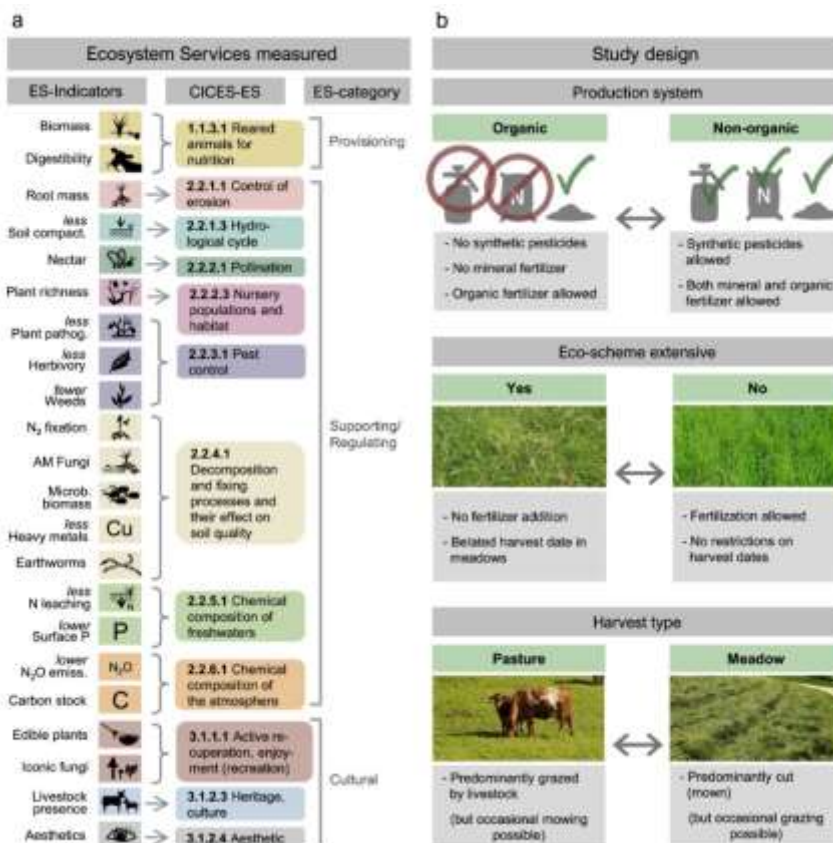 a
Ecosystem Services measured
ES-Indicators
CICES-ES
ES-category
Biomass
Digestibility
1.1.3.1 Reared
animals for
nutrition
Provisioning
Root mass
2.2.1.1 Control of
erosion
less
Soil compact.
2.2.1.3 Hydro-
logical cycle
Nectar
2.2.2.1 Pollination
Plant richness
2.2.2.3 Nursery
populations and
habitat
less
Plant pathog.
less
Herbivory
fewer
Weeds
2.2.3.1 Pest
control
Supporting/
Regulating
N₂ fixation
AM Fungi
Microb.
biomass
less
Heavy metals
Cu
Earthworms
2.2.4.1
Decomposition
and fixing
processes and
their effect on
soil quality
less
N leaching
N
lower
Surface P
P
2.2.5.1 Chemical
composition of
freshwaters
lower
N₂O emiss.
N₂O
Carbon stock
C
2.2.6.1 Chemical
composition of
the atmosphere
Edible plants
Iconic fungi
3.1.1.1 Active re-
cuperation, enjoy-
ment (recreation)
Cultural
Livestock
presence
3.1.2.3 Heritage,
culture
Aesthetics
3.1.2.4 Aesthetic
b
Study design
Production system
Organic
Non-organic
N
N
- No synthetic pesticides
- No mineral fertilizer
- Organic fertilizer allowed
- Synthetic pesticides
allowed
- Both mineral and organic
fertilizer allowed
Eco-scheme extensive
Yes
No
- No fertilizer addition
- Belated harvest date in
meadows
- Fertilization allowed
- No restrictions on
harvest dates
Harvest type
Pasture
Meadow
- Predominantly grazed
by livestock
(but occasional mowing
possible)
- Predominantly cut
(mown)
(but occasional grazing
possible)